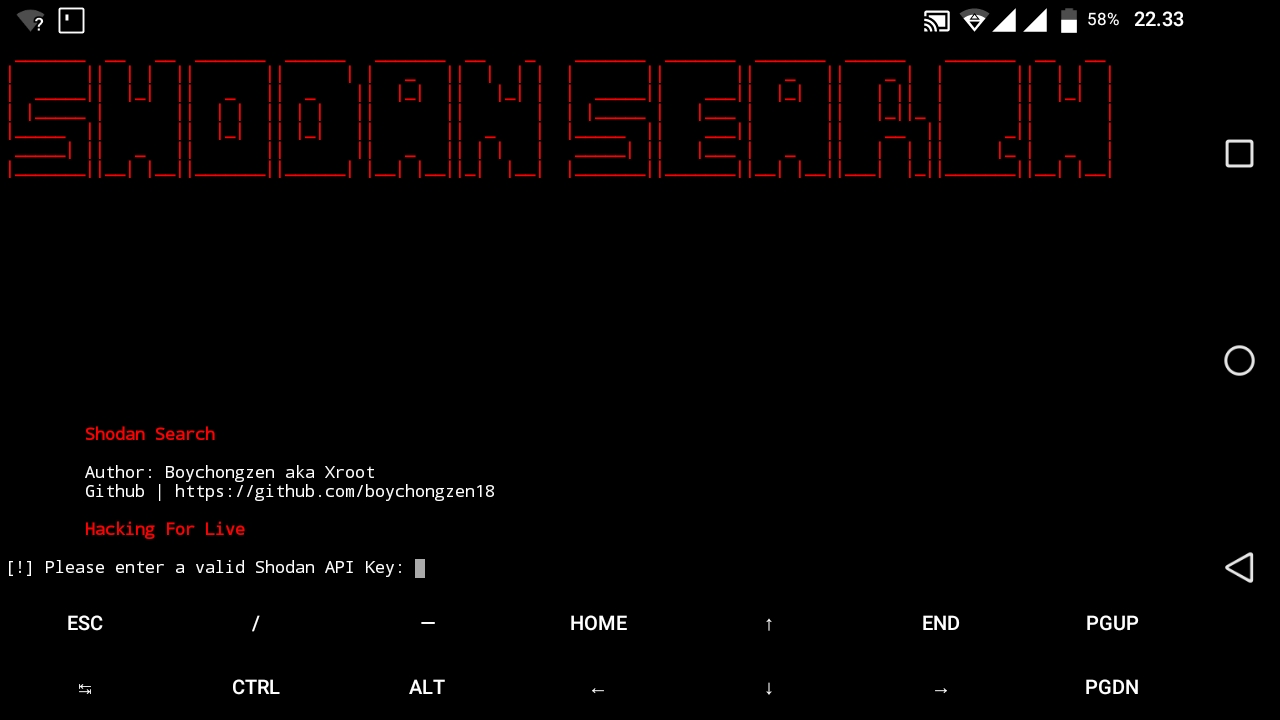 58% 22.33
SHODAN SEARCH
Shodan Search
Author: Boychongzen aka Xroot
Github | https://github.com/boychongzen18
Hacking For Live
[!] Please enter a valid Shodan API Key:
ESC / — HOME ↑ END PGUP
↹ CTRL ALT ← ↓ → PGDN